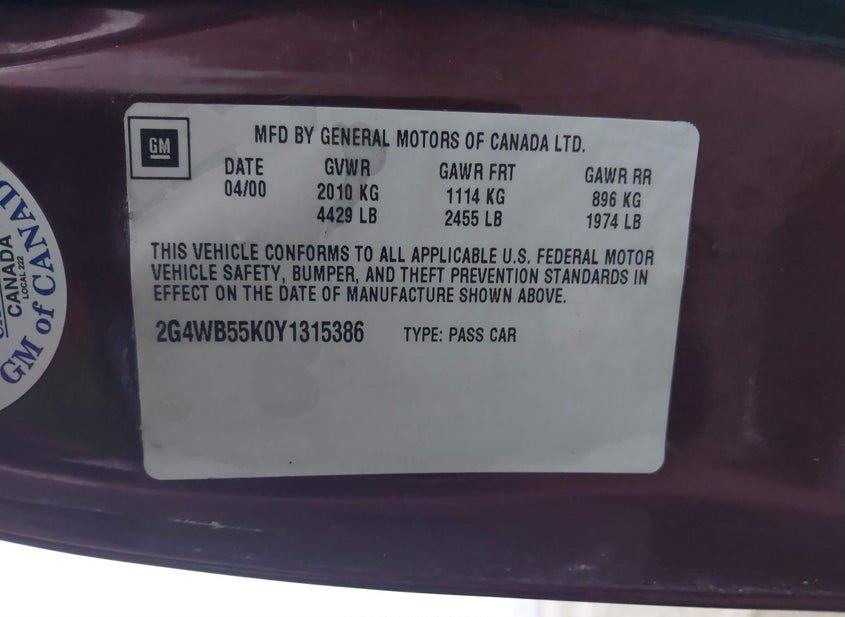 GM
MFD BY GENERAL MOTORS OF CANADA LTD.
DATE GVWR GAWR FRT GAWR RR
04/00 2010 KG 1114 KG 896 KG
4429 LB 2455 LB 1974 LB
THIS VEHICLE CONFORMS TO ALL APPLICABLE U.S. FEDERAL MOTOR
VEHICLE SAFETY, BUMPER, AND THEFT PREVENTION STANDARDS IN
EFFECT ON THE DATE OF MANUFACTURE SHOWN ABOVE.
2G4WB55K0Y1315386 TYPE: PASS CAR
CANADA
LOCAL 222
GM of CANAD